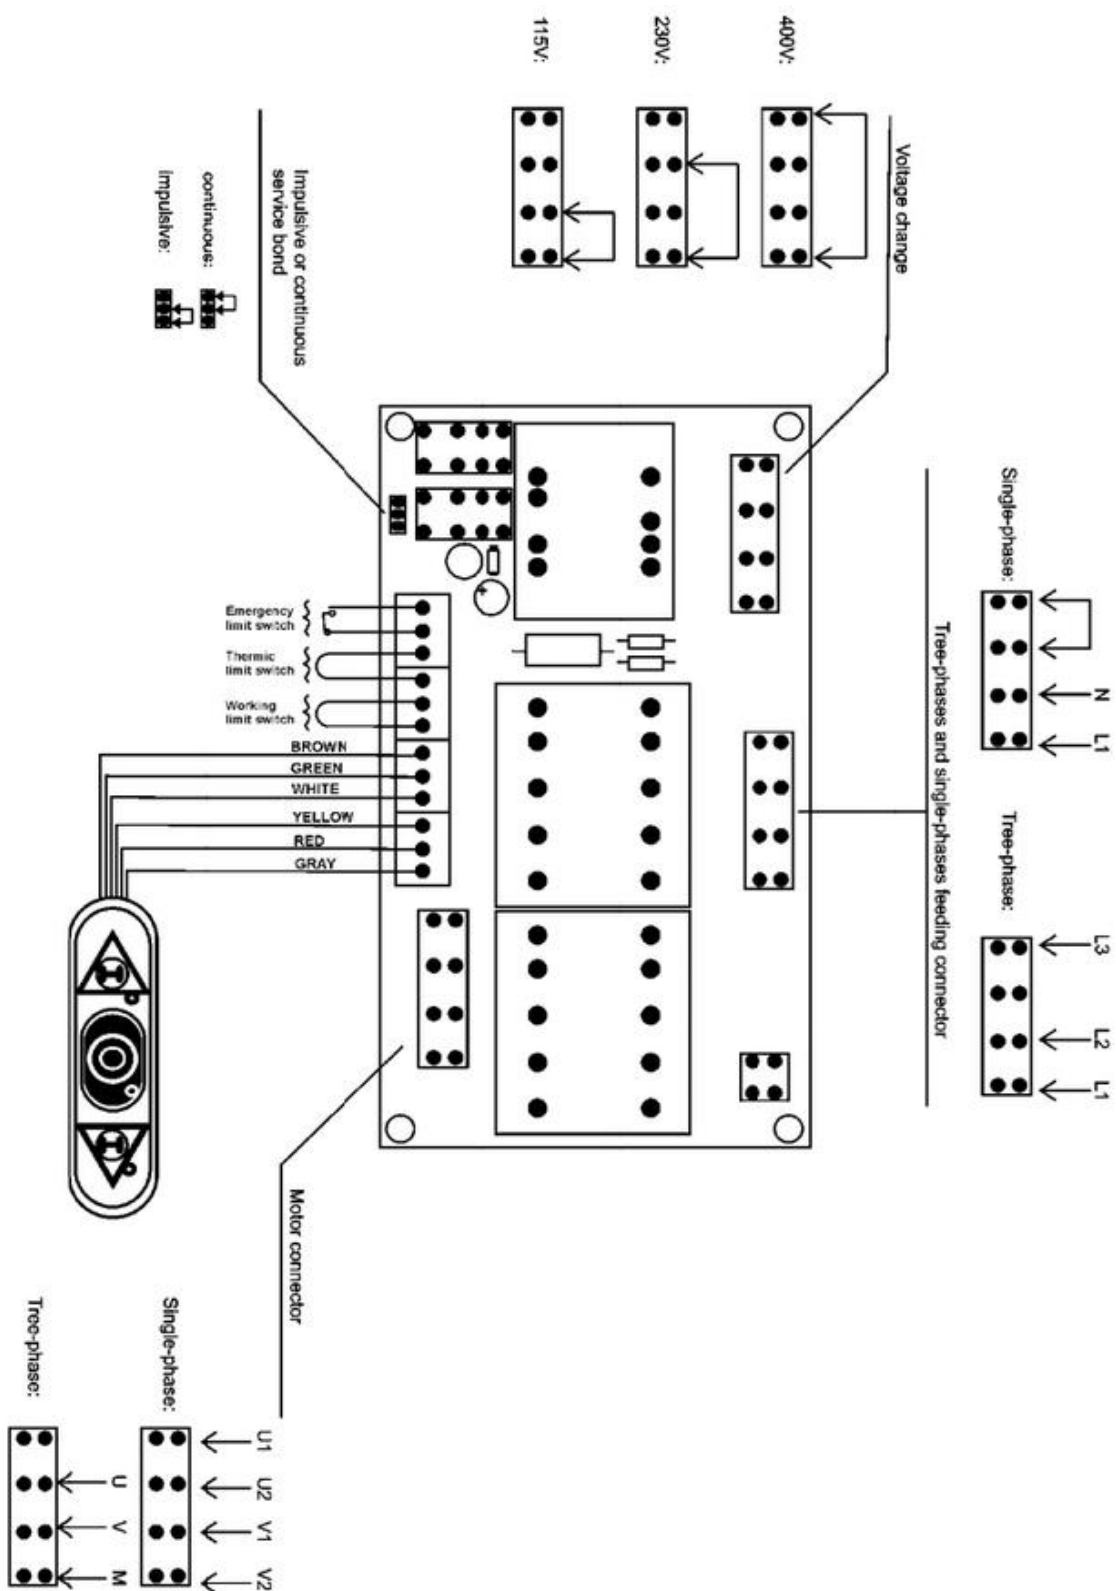 400V:
230V:
115V:
Voltage change
Impulsive or continuous
service bond
continuous:
impulsive:
Single-phase:
N
L1
Tree-phase:
L3
L2
L1
Tree-phases and single-phases feeding connector
Emergency
limit switch
Thermic
limit switch
Working
limit switch
BROWN
GREEN
WHITE
YELLOW
RED
GRAY
+
Motor connector
Single-phase:
U1
U2
V1
V2
Tree-phase:
U
V
M